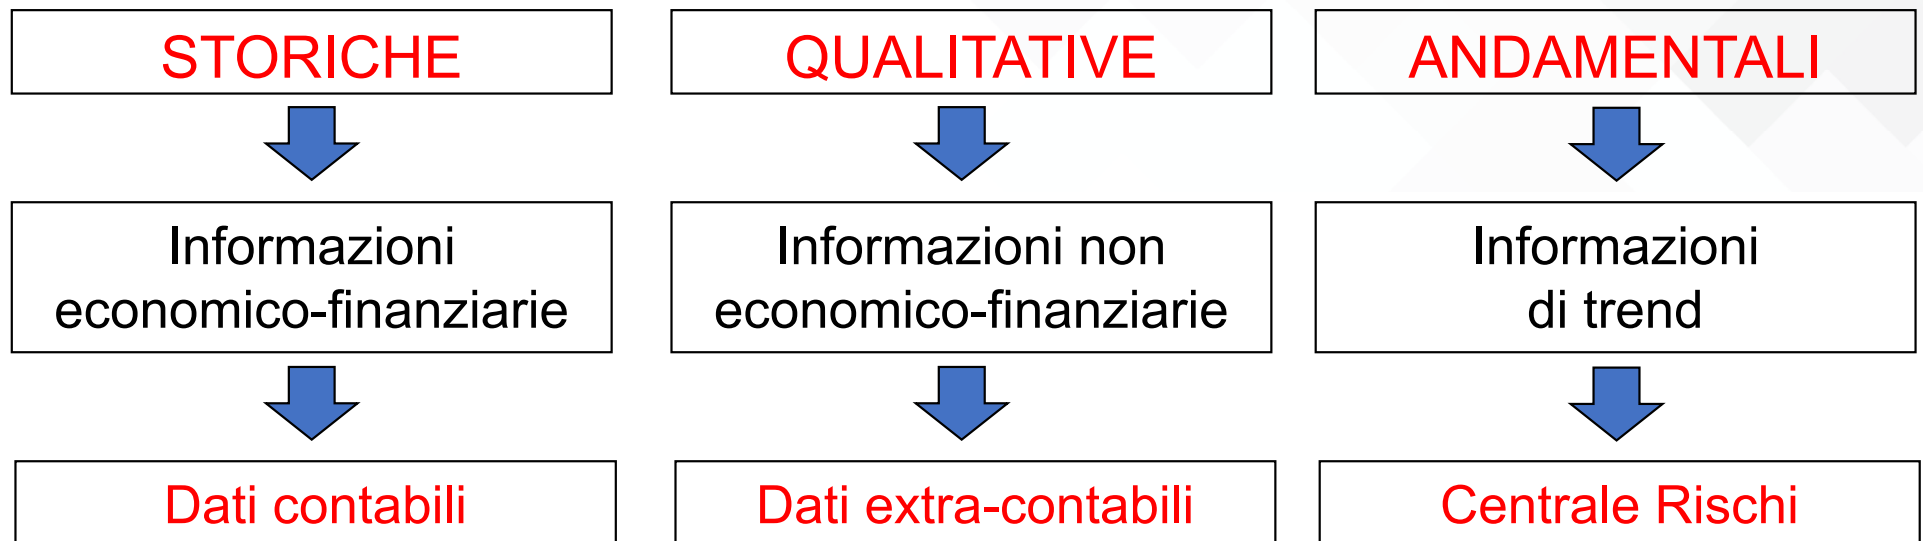 STORICHE
QUALITATIVE
ANDAMENTALI
Informazioni
economico-finanziarie
Informazioni non
economico-finanziarie
Informazioni
di trend
Dati contabili
Dati extra-contabili
Centrale Rischi